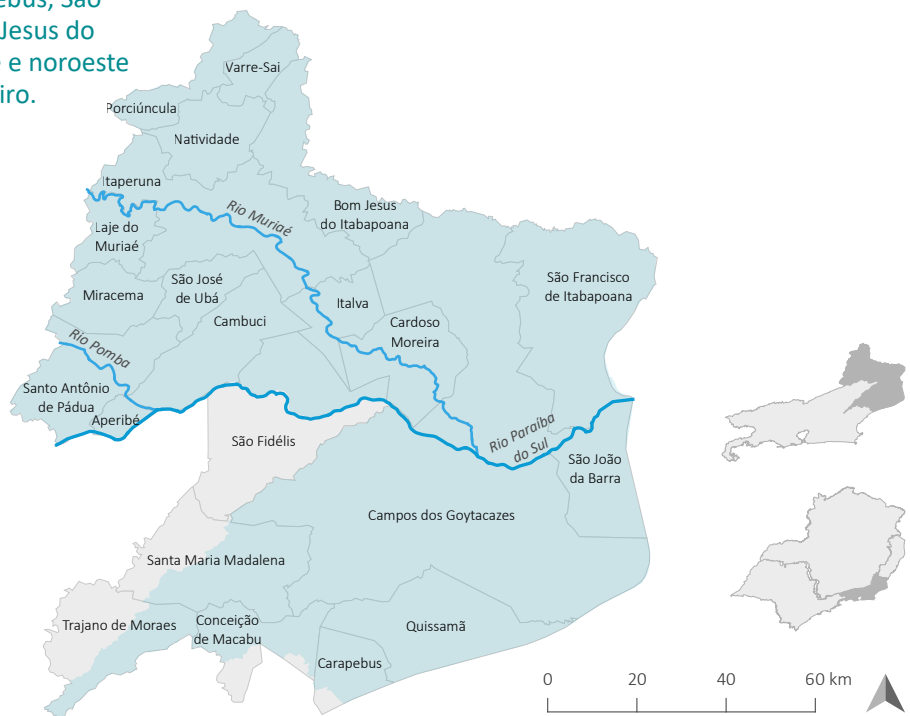 ebus, São
Jesus do
e noroeste
iro.
Varre-Sai
Porciúncula
Natividade
Itaperuna
Rio Muriaé
Bom Jesus
do Itabapoana
Laje do
Muriaé
São Francisco
de Itabapoana
São José
de Ubá
Miracema
Italva
Cambuci
Cardoso
Moreira
Rio Pomba
Santo Antônio
de Pádua
Aperibé
São Fidélis
Rio Paraíba
do Sul
São João
da Barra
Campos dos Goytacazes
Santa Maria Madalena
Trajano de Moraes
Conceição
de Macabu
Quissamã
Carapebus
0 20 40 60 km